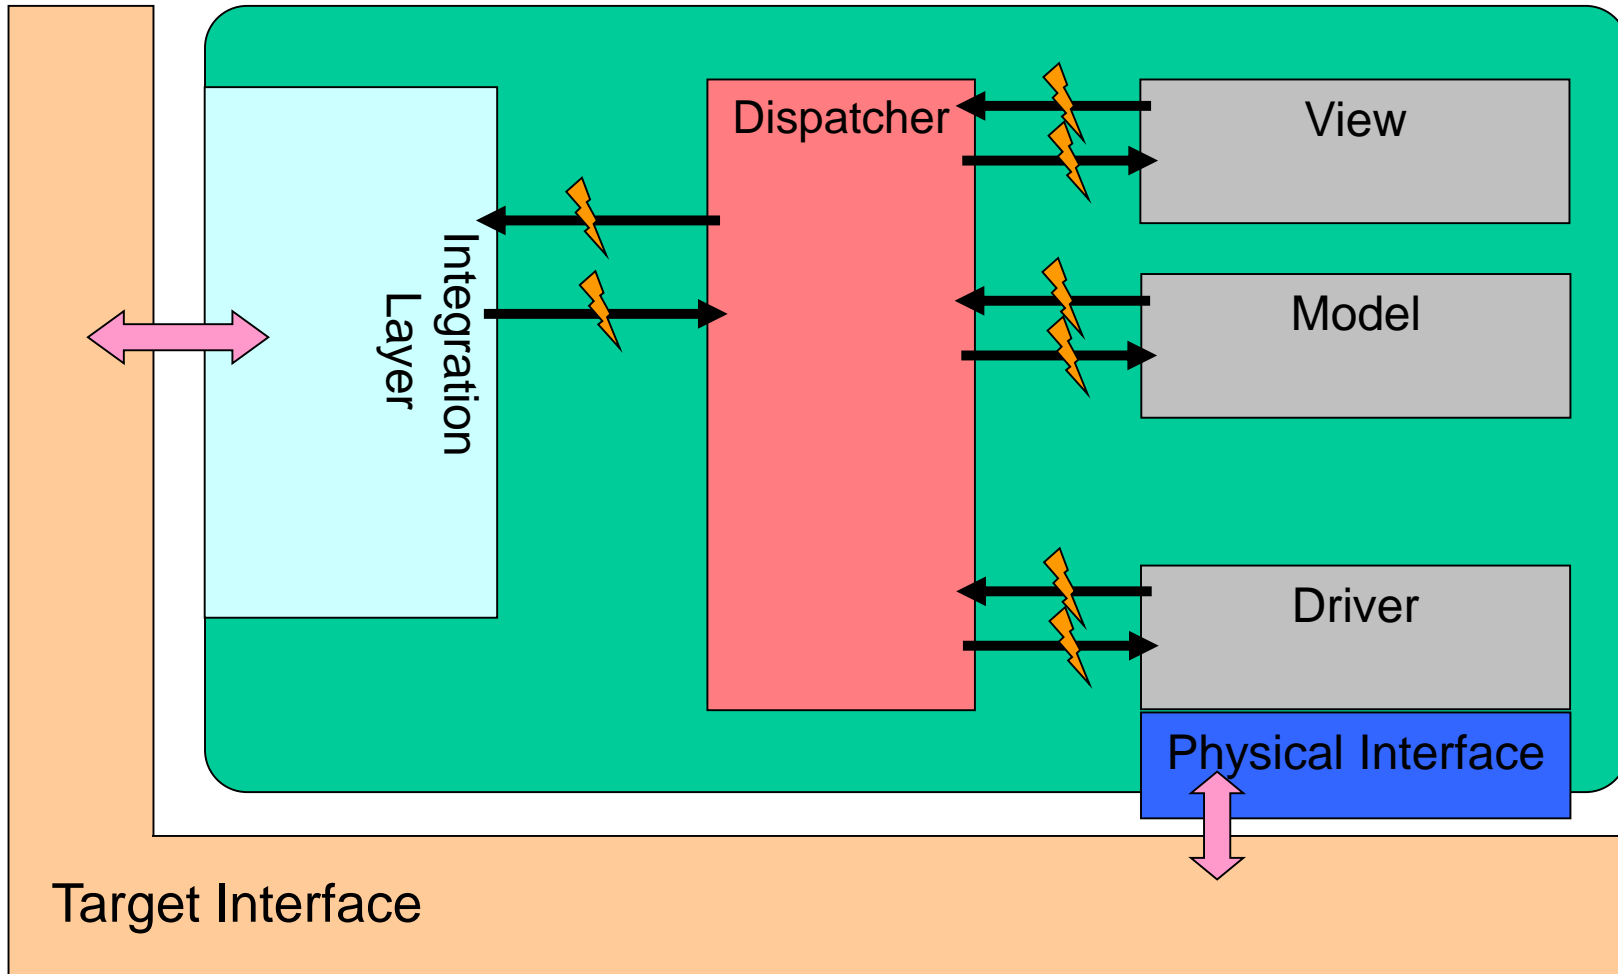 Dispatcher
View
Integration
Layer
Model
Driver
Physical Interface
Target Interface